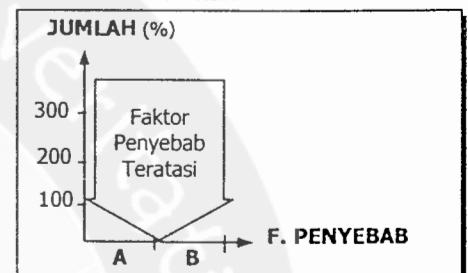 JUMLAH (%)
300
200
100
Faktor
Penyebab
Teratasi
F. PENYEBAB
A B